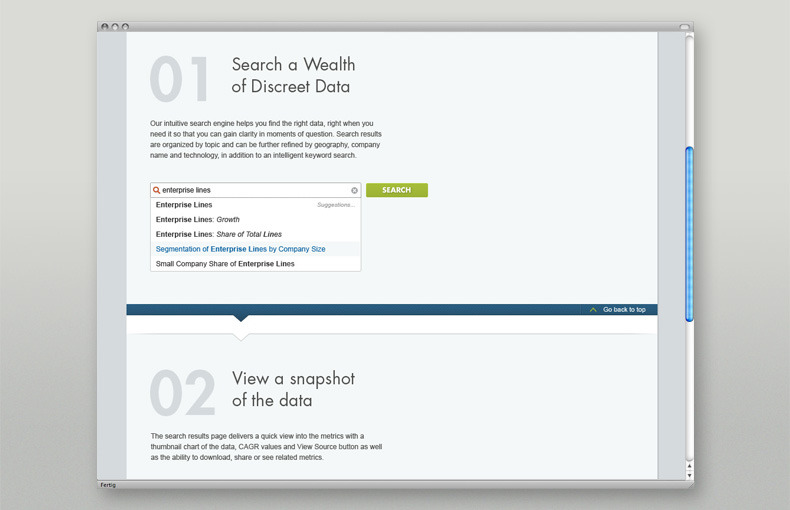 01
Search a Wealth
of Discreet Data
Our intuitive search engine helps you find the right data, right when you
need it so that you can gain clarity in moments of question. Search results
are organized by topic and can be further refined by geography, company
name and technology, in addition to an intelligent keyword search.
enterprise lines
SEARCH
Enterprise Lines
Suggestions...
Enterprise Lines: Growth
Enterprise Lines: Share of Total Lines
Segmentation of Enterprise Lines by Company Size
Small Company Share of Enterprise Lines
Go back to top
02
View a snapshot
of the data
The search results page delivers a quick view into the metrics with a
thumbnail chart of the data, CAGR values and View Source button as well
as the ability to download, share or see related metrics.
Fertig